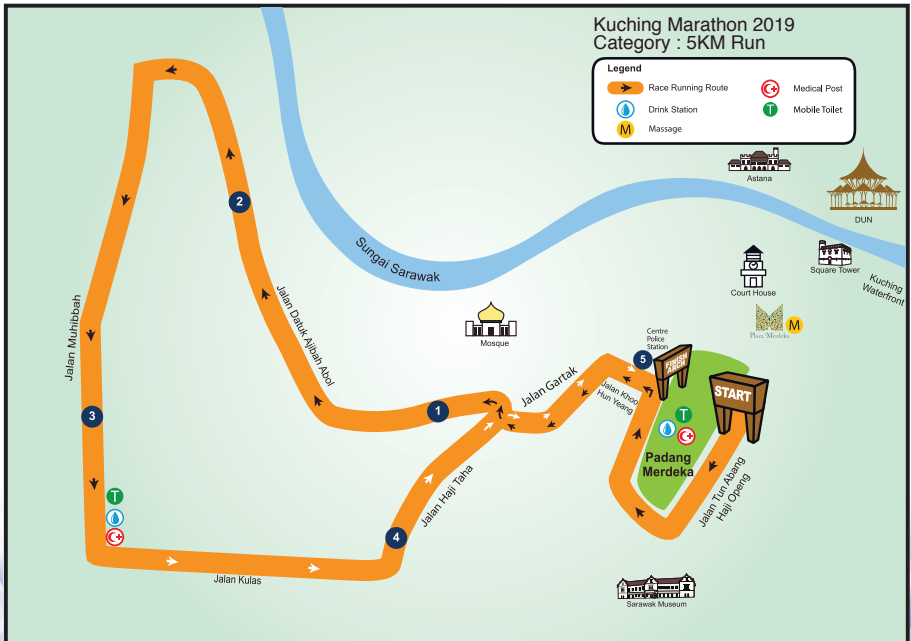 Kuching Marathon 2019
Category : 5KM Run
Legend
Race Running Route
Medical Post
Drink Station
T
Mobile Toilet
M
Massage
Astana
DUN
Sungai Sarawak
Square Tower
Kuching
Waterfront
Court House
Plaza Merdeka
M
Mosque
Centre
Police
Station
5
FINISH
ARCH
START
Jalan Khoo
Hun Yeang
Jalan Gartak
T
Padang
Merdeka
Jalan Tun Abang
Haji Openg
2
Jalan Datuk Ajibah Abol
1
Jalan Muhibbah
3
T
Jalan Haji Taha
4
Jalan Kulas
Sarawak Museum